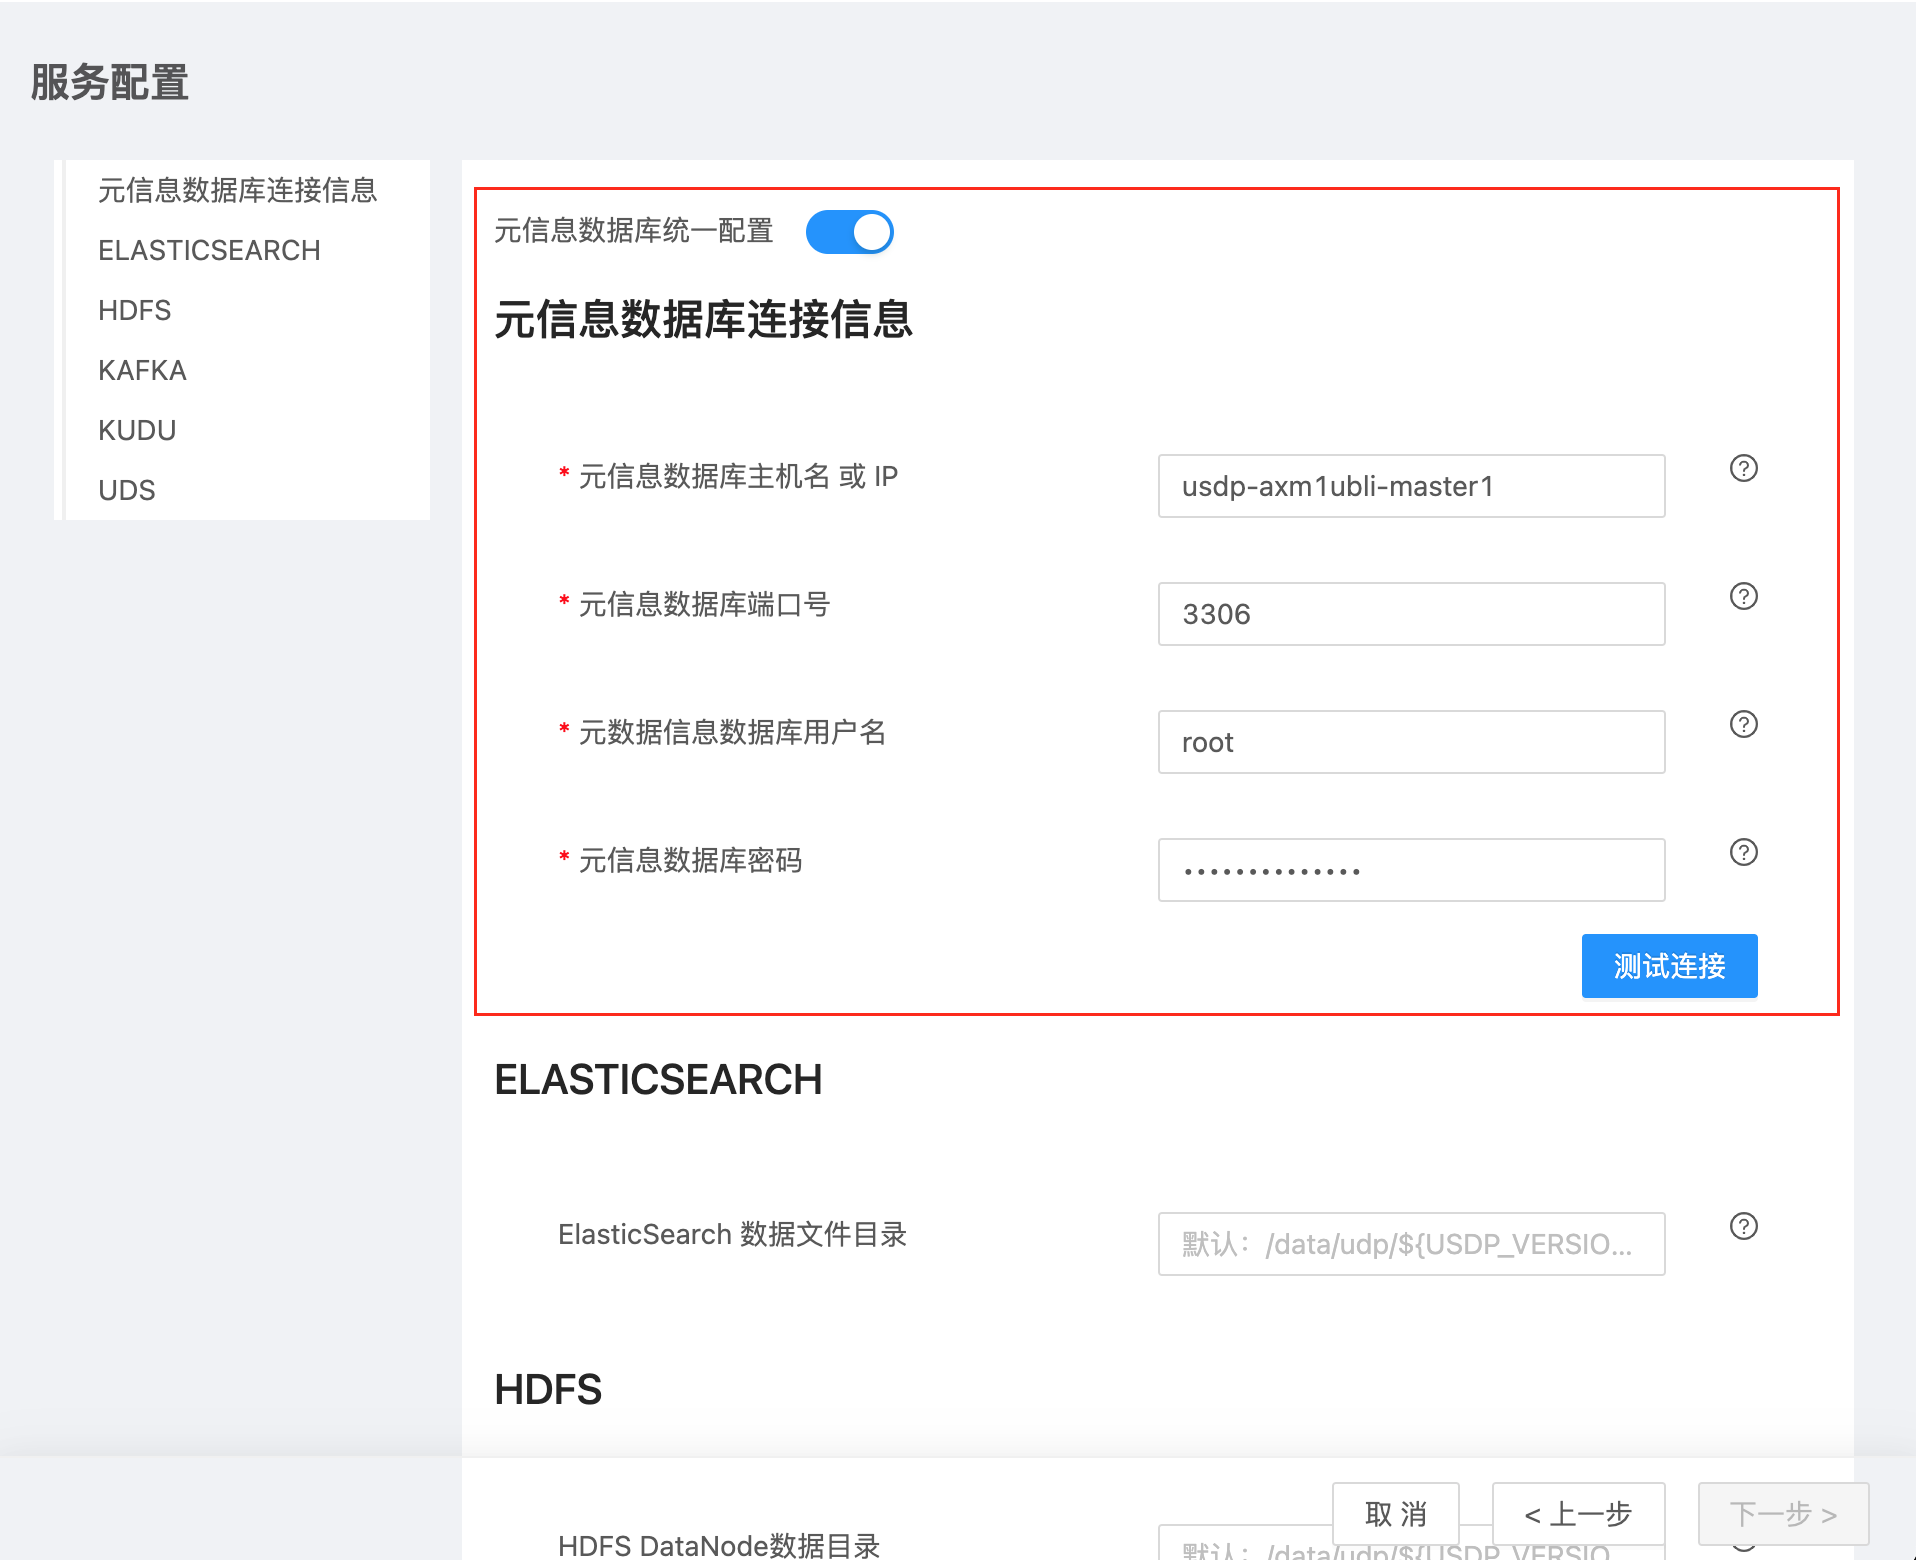 服务配置
元信息数据库连接信息
ELASTICSEARCH
HDFS
KAFKA
KUDU
UDS
元信息数据库统一配置
元信息数据库连接信息
* 元信息数据库主机名 或 IP
usdp-axm1ubli-master1
* 元信息数据库端口号
3306
* 元数据信息数据库用户名
root
* 元信息数据库密码
••••••••••••••
测试连接
ELASTICSEARCH
ElasticSearch 数据文件目录
默认：/data/udp/${USDP_VERSIO...
HDFS
HDFS DataNode数据目录
默认：/data/udp/${USDP_VERSIO...
取 消
< 上一步
下一步 >